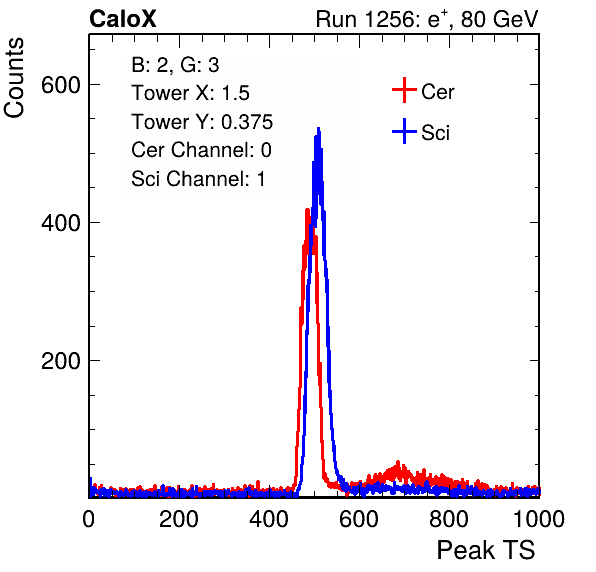 CaloX
Run 1256: e+, 80 GeV
B: 2, G: 3
Tower X: 1.5
Tower Y: 0.375
Cer Channel: 0
Sci Channel: 1
Cer
Sci
Counts
600
400
200
0 200 400 600 800 1000
Peak TS